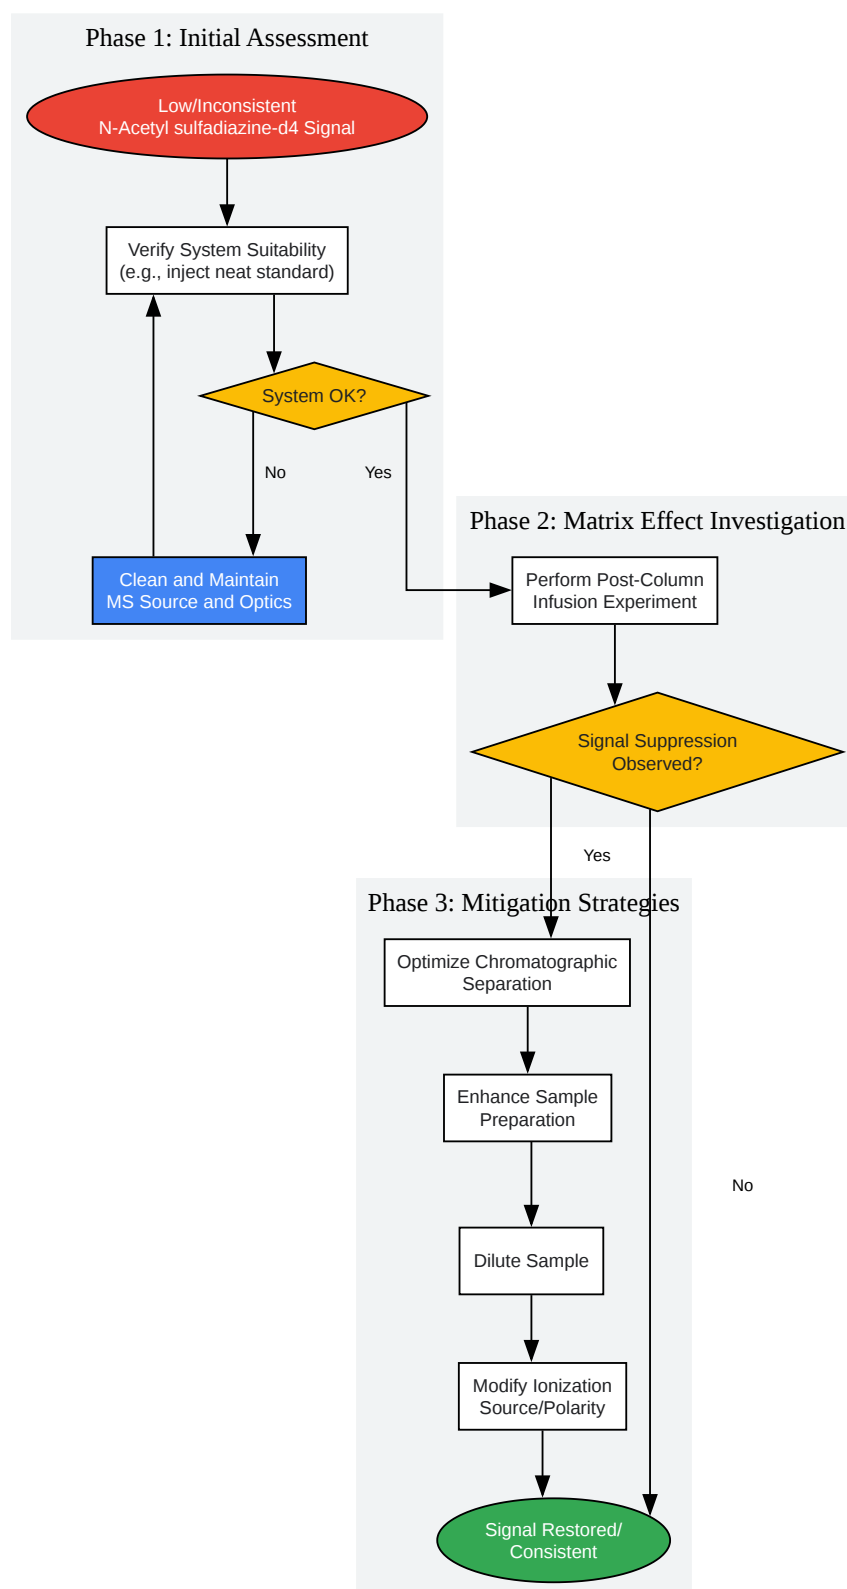 Phase 1: Initial Assessment
Low/Inconsistent
N-Acetyl sulfadiazine-d4 Signal
Verify System Suitability
(e.g., inject neat standard)
System OK?
No
Yes
Clean and Maintain
MS Source and Optics
Phase 2: Matrix Effect Investigation
Perform Post-Column
Infusion Experiment
Signal Suppression
Observed?
Yes
Phase 3: Mitigation Strategies
Optimize Chromatographic
Separation
Enhance Sample
Preparation
No
Dilute Sample
Modify Ionization
Source/Polarity
Signal Restored/
Consistent